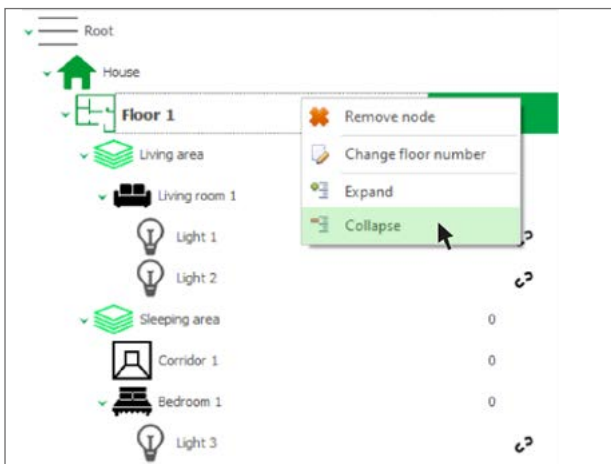 Root
House
Floor 1
Remove node
Change floor number
Expand
Collapse
Living area
Living room 1
Light 1
Light 2
Sleeping area 0
Corridor 1 0
Bedroom 1 0
Light 3